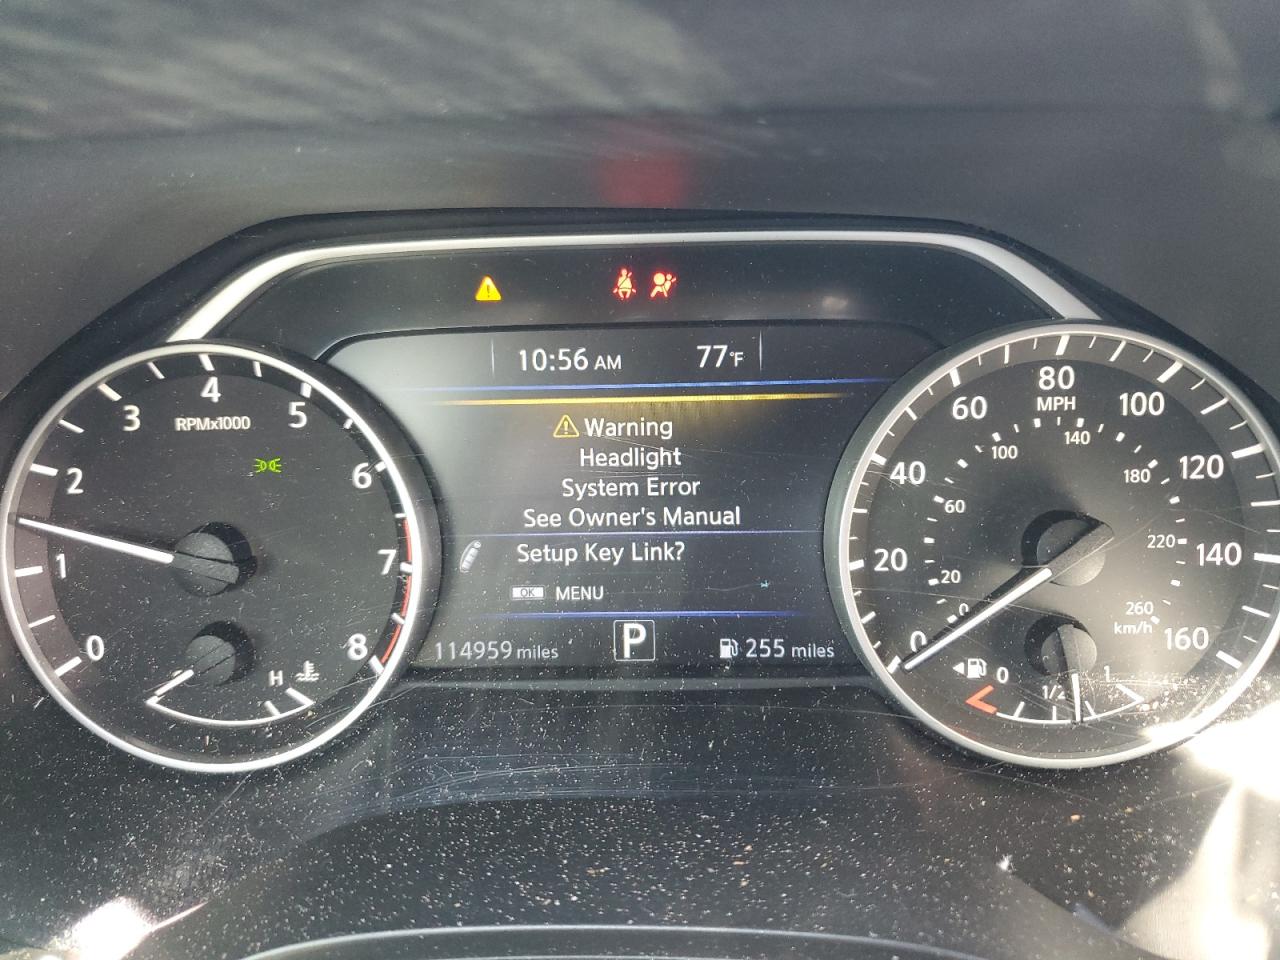 10:56 AM 77°F
Warning
Headlight
System Error
See Owner's Manual
Setup Key Link?
OK MENU
114959 miles P 255 miles
0 1 2 3 4 5 6 7 8
RPMx1000
H
0 20 40 60 80 100 120 140 160
MPH
0 20 60 100 140 180 220 260
km/h
0 1/2 1